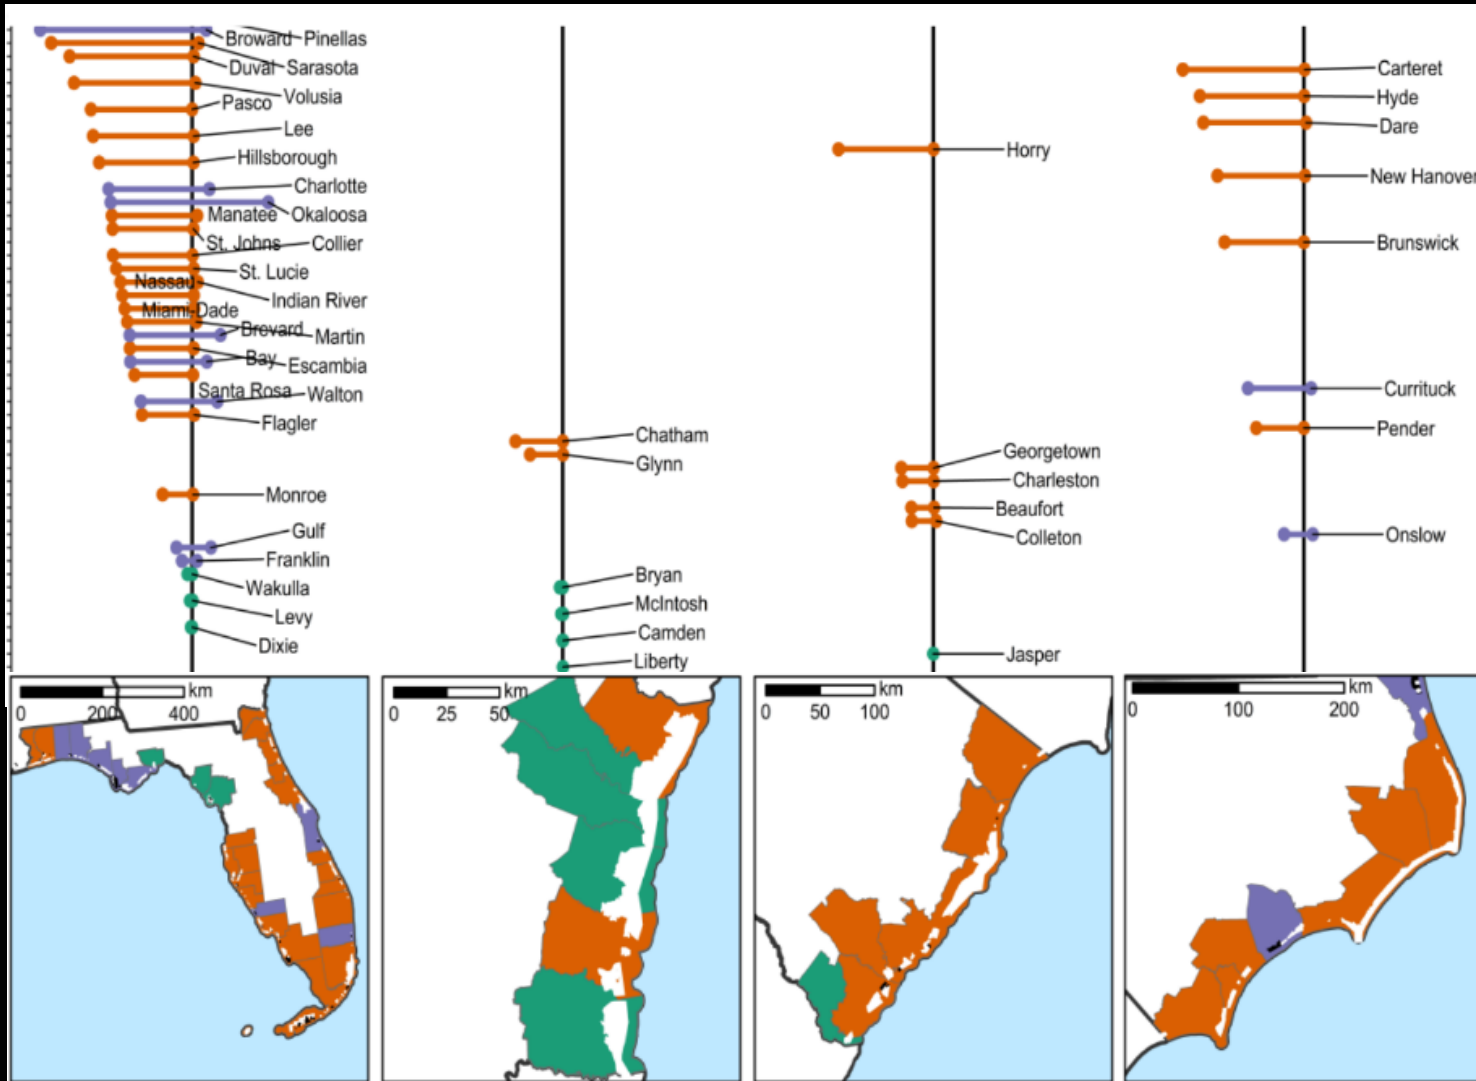 Broward Pinellas
Duval Sarasota
Volusia
Pasco
Lee
Hillsborough
Charlotte
Manatee Okaloosa
St. Johns Collier
St. Lucie
Nassau
Indian River
Miami-Dade
Brevard Martin
Bay Escambia
Santa Rosa Walton
Flagler
Monroe
Gulf
Franklin
Wakulla
Levy
Dixie
Chatham
Glynn
Bryan
McIntosh
Camden
Liberty
Horry
Georgetown
Charleston
Beaufort
Colleton
Jasper
Carteret
Hyde
Dare
New Hanover
Brunswick
Currituck
Pender
Onslow
km
0 200 400
km
0 25 50
km
0 50 100
km
0 100 200